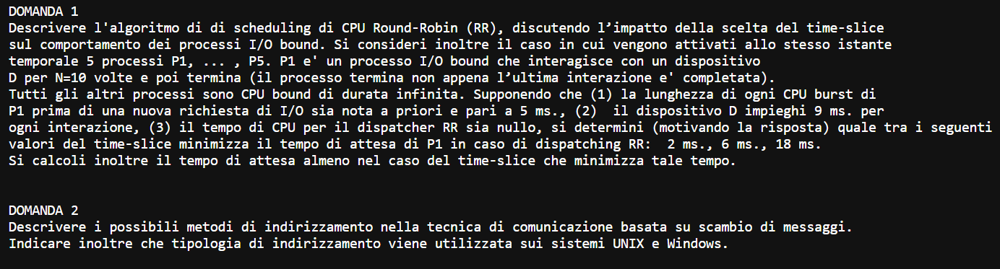 DOMANDA 1
Descrivere l'algoritmo di di scheduling di CPU Round-Robin (RR), discutendo l’impatto della scelta del time-slice
sul comportamento dei processi I/O bound. Si consideri inoltre il caso in cui vengono attivati allo stesso istante
temporale 5 processi P1, ... , P5. P1 e' un processo I/O bound che interagisce con un dispositivo
D per N=10 volte e poi termina (il processo termina non appena l’ultima interazione e' completata).
Tutti gli altri processi sono CPU bound di durata infinita. Supponendo che (1) la lunghezza di ogni CPU burst di
P1 prima di una nuova richiesta di I/O sia nota a priori e pari a 5 ms., (2)  il dispositivo D impieghi 9 ms. per
ogni interazione, (3) il tempo di CPU per il dispatcher RR sia nullo, si determini (motivando la risposta) quale tra i seguenti
valori del time-slice minimizza il tempo di attesa di P1 in caso di dispatching RR:  2 ms., 6 ms., 18 ms.
Si calcoli inoltre il tempo di attesa almeno nel caso del time-slice che minimizza tale tempo.
DOMANDA 2
Descrivere i possibili metodi di indirizzamento nella tecnica di comunicazione basata su scambio di messaggi.
Indicare inoltre che tipologia di indirizzamento viene utilizzata sui sistemi UNIX e Windows.